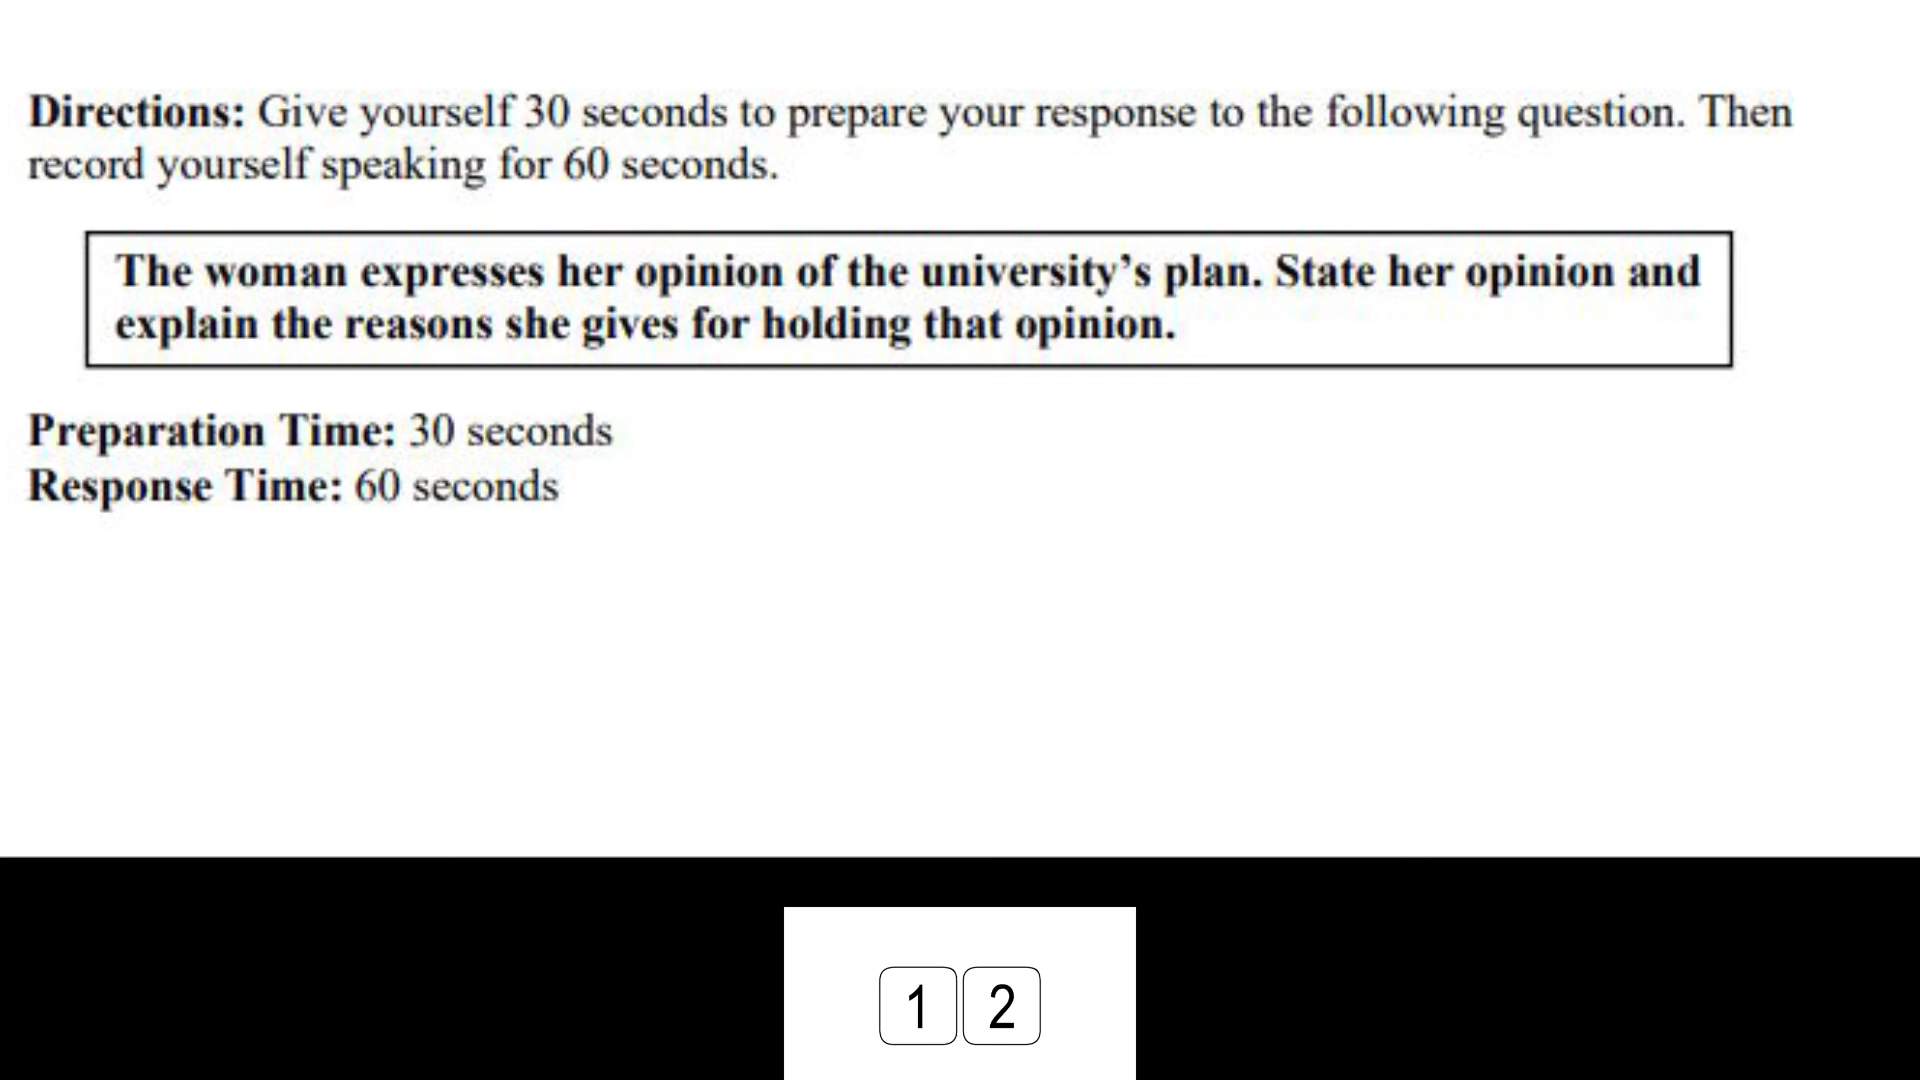 Directions: Give yourself 30 seconds to prepare your response to the following question. Then
record yourself speaking for 60 seconds.
The woman expresses her opinion of the university’s plan. State her opinion and
explain the reasons she gives for holding that opinion.
Preparation Time: 30 seconds
Response Time: 60 seconds
1 2